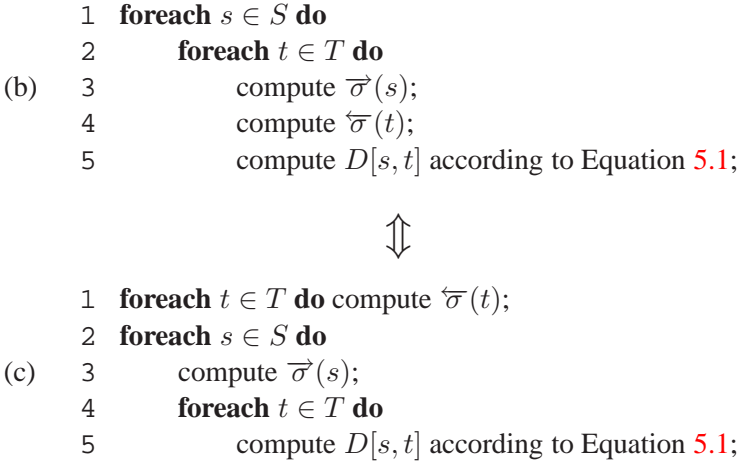 1 foreach s ∈ S do
2 foreach t ∈ T do
(b) 3 compute →σ(s);
4 compute ←σ(t);
5 compute D[s, t] according to Equation 5.1;
⇕
1 foreach t ∈ T do compute ←σ(t);
2 foreach s ∈ S do
(c) 3 compute →σ(s);
4 foreach t ∈ T do
5 compute D[s, t] according to Equation 5.1;